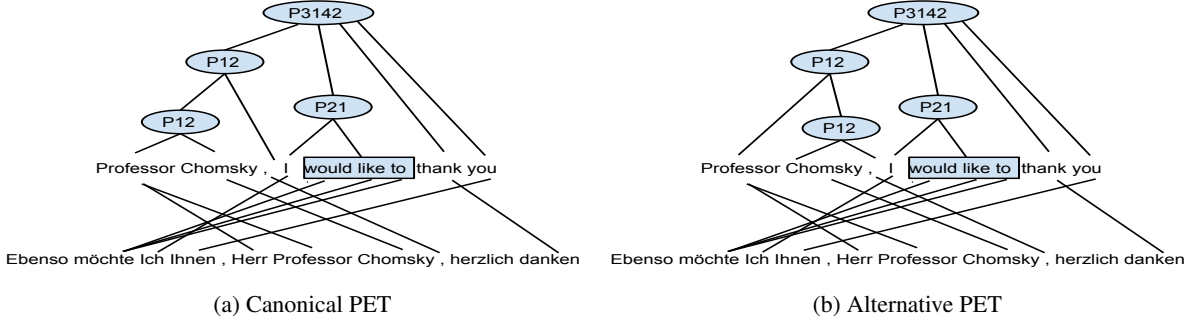 P3142
P12
P21
P12
Professor Chomsky , I would like to thank you
Ebenso möchte Ich Ihnen , Herr Professor Chomsky , herzlich danken
(a) Canonical PET
P3142
P12
P21
P12
Professor Chomsky , I would like to thank you
Ebenso möchte Ich Ihnen , Herr Professor Chomsky , herzlich danken
(b) Alternative PET